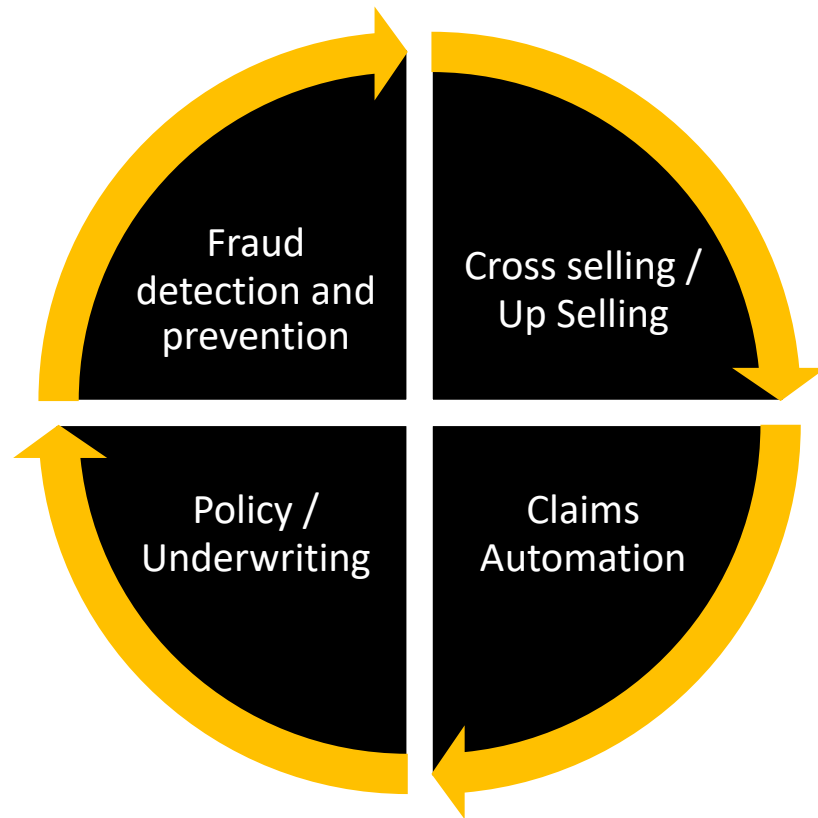 Fraud
detection and
prevention
Cross selling /
Up Selling
Policy /
Underwriting
Claims
Automation